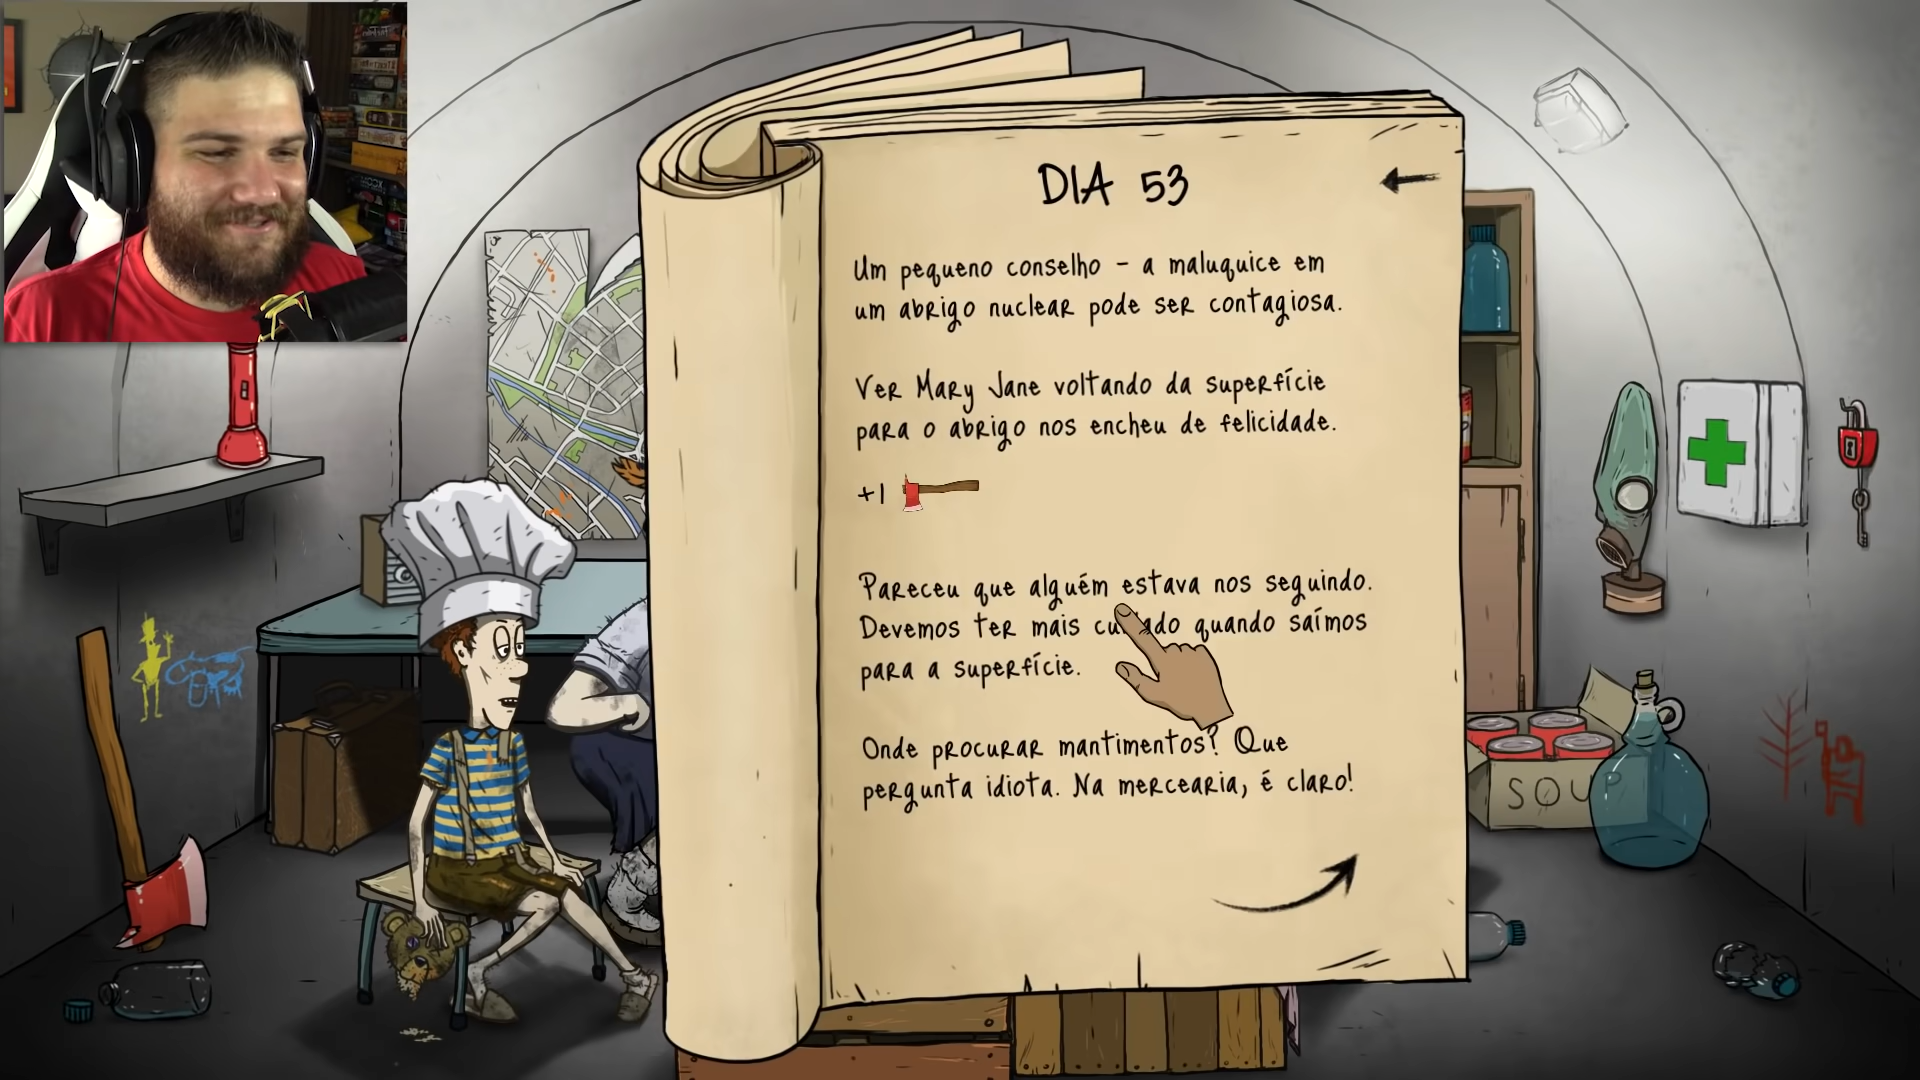 DIA 53
Um pequeno conselho - a maluquice em
um abrigo nuclear pode ser contagiosa.
Ver Mary Jane voltando da superfície
para o abrigo nos encheu de felicidade.
+1
Pareceu que alguém estava nos seguindo.
Devemos ter mais quando saímos
para a superfície.
Onde procurar mantimentos? Que
pergunta idiota. Na mercearia, é claro!
SOUP